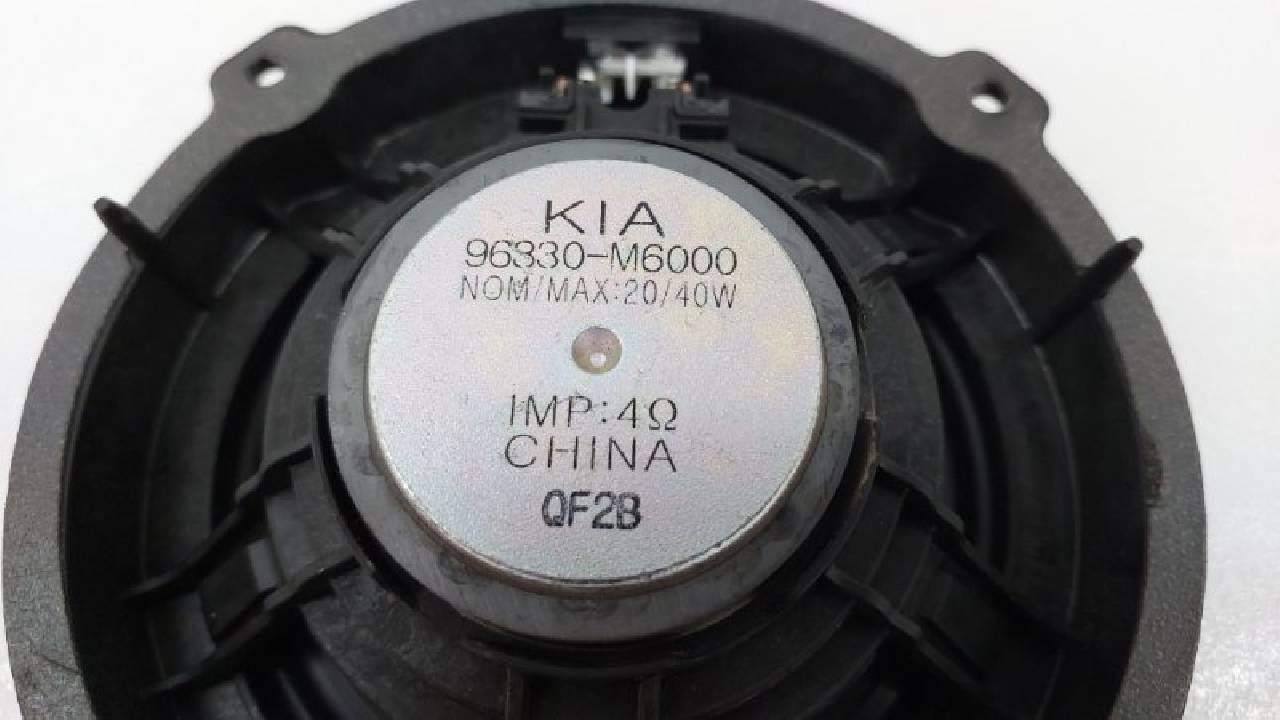 KIA
96330-M6000
NOM/MAX:20/40W
IMP:4Ω
CHINA
QF2B